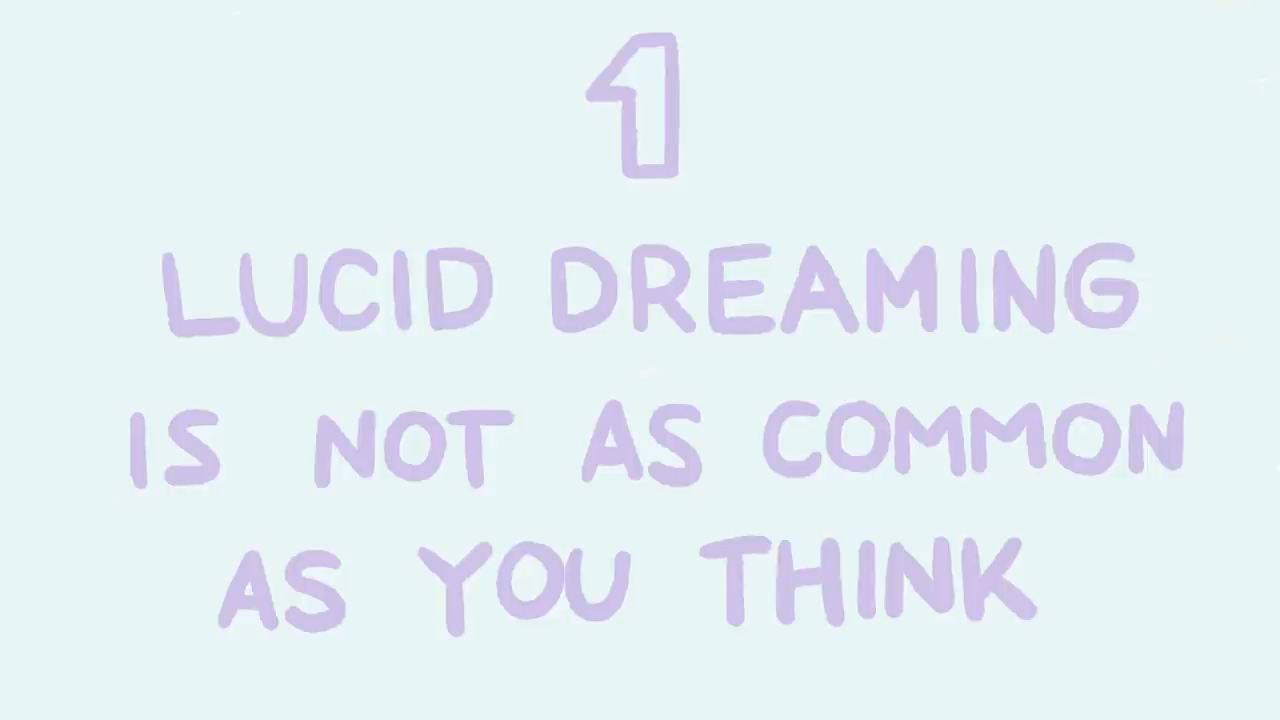 1
LUCID DREAMING
IS NOT AS COMMON
AS YOU THINK